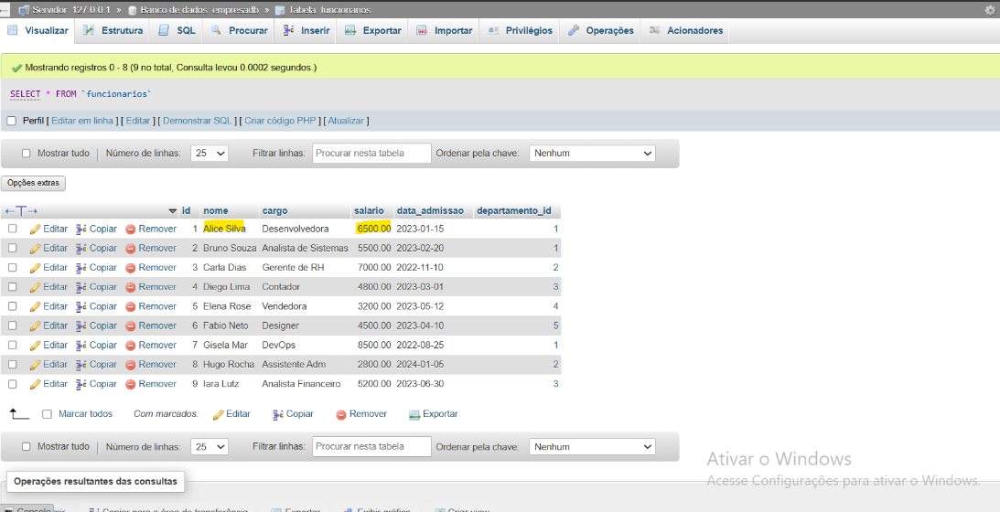 Servidor: 127.0.0.1 » Banco de dados: empresadb » Tabela: funcionarios
Visualizar Estrutura SQL Procurar Inserir Exportar Importar Privilégios Operações Acionadores
Mostrando registros 0 - 8 (9 no total, Consulta levou 0.0002 segundos.)
SELECT * FROM `funcionarios`
Perfil [ Editar em linha ] [ Editar ] [ Demonstrar SQL ] [ Criar código PHP ] [ Atualizar ]
Mostrar tudo | Número de linhas: 25 Filtrar linhas: Procurar nesta tabela Ordenar pela chave: Nenhum
Opções extras
←T→ id nome cargo salario data_admissao departamento_id
Editar Copiar Remover 1 Alice Silva Desenvolvedora 6500.00 2023-01-15 1
Editar Copiar Remover 2 Bruno Souza Analista de Sistemas 5500.00 2023-02-20 1
Editar Copiar Remover 3 Carla Dias Gerente de RH 7000.00 2022-11-10 2
Editar Copiar Remover 4 Diego Lima Contador 4800.00 2023-03-01 3
Editar Copiar Remover 5 Elena Rose Vendedora 3200.00 2023-05-12 4
Editar Copiar Remover 6 Fabio Neto Designer 4500.00 2023-04-10 5
Editar Copiar Remover 7 Gisela Mar DevOps 8500.00 2022-08-25 1
Editar Copiar Remover 8 Hugo Rocha Assistente Adm 2800.00 2024-01-05 2
Editar Copiar Remover 9 Iara Lutz Analista Financeiro 5200.00 2023-06-30 3
Marcar todos Com marcados: Editar Copiar Remover Exportar
Mostrar tudo | Número de linhas: 25 Filtrar linhas: Procurar nesta tabela Ordenar pela chave: Nenhum
Ativar o Windows
Acesse Configurações para ativar o Windows.
Operações resultantes das consultas
Console mir Copiar para a área de transferência Exportar Exibir gráfico Criar view